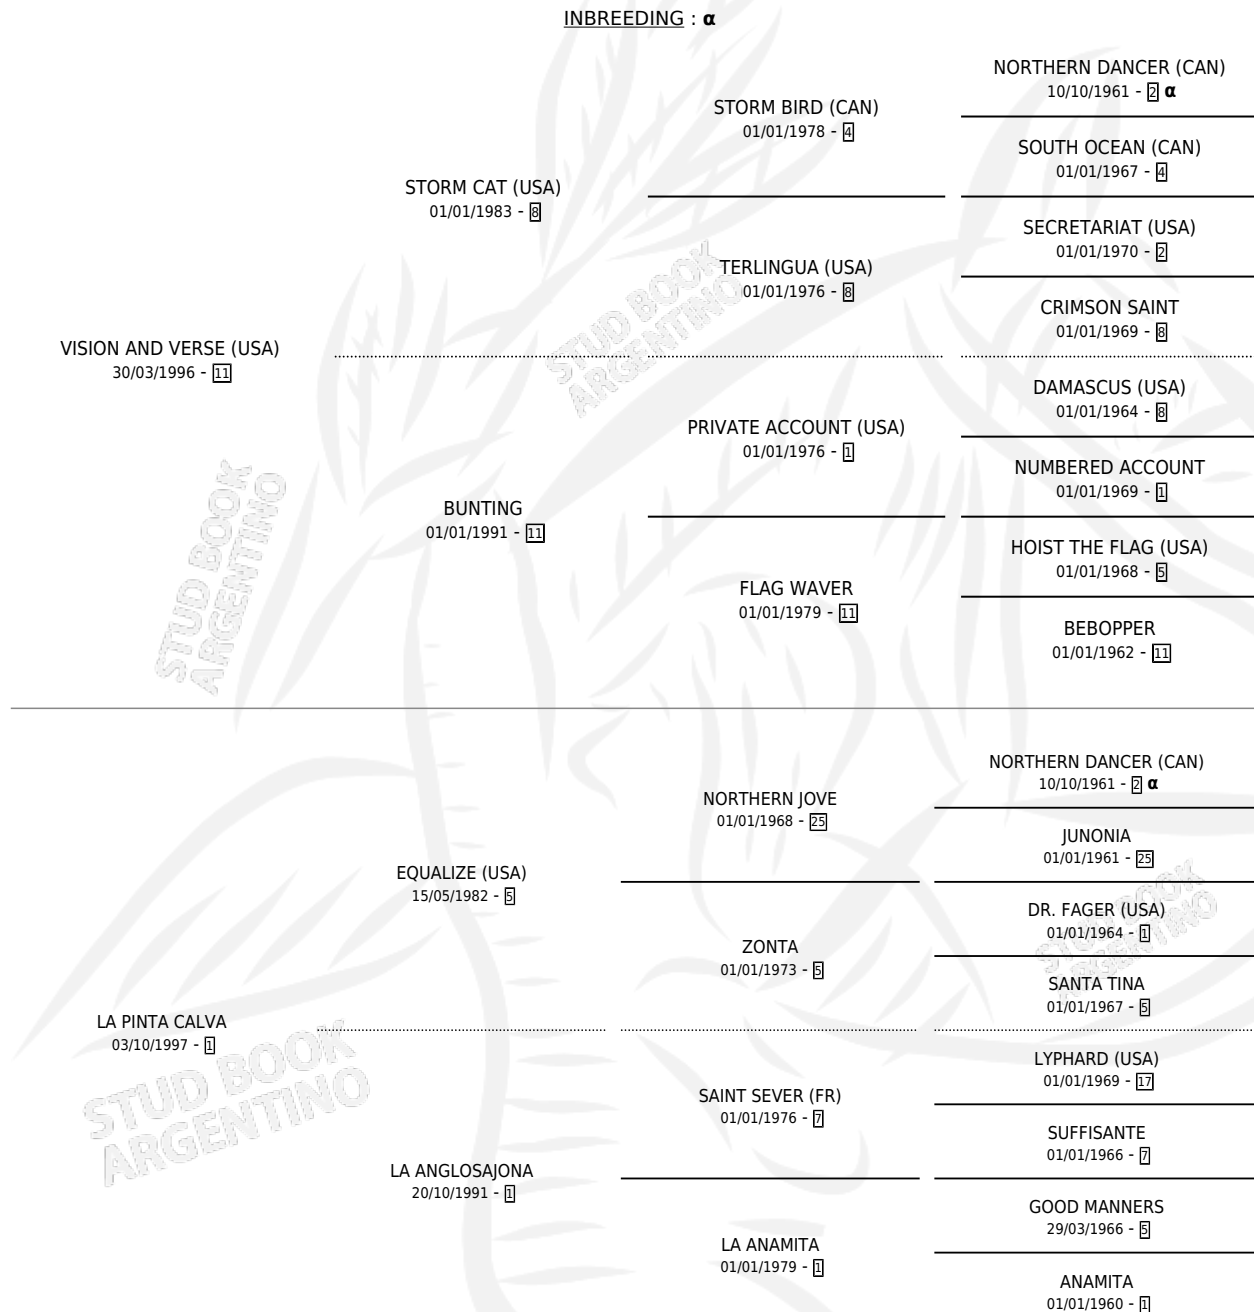 INBREEDING : α
NORTHERN DANCER (CAN)
10/10/1961 - 2 α
STORM BIRD (CAN)
01/01/1978 - 4
SOUTH OCEAN (CAN)
01/01/1967 - 4
STORM CAT (USA)
01/01/1983 - 8
SECRETARIAT (USA)
01/01/1970 - 2
TERLINGUA (USA)
01/01/1976 - 8
CRIMSON SAINT
01/01/1969 - 8
VISION AND VERSE (USA)
30/03/1996 - 11
DAMASCUS (USA)
01/01/1964 - 8
PRIVATE ACCOUNT (USA)
01/01/1976 - 1
NUMBERED ACCOUNT
01/01/1969 - 1
BUNTING
01/01/1991 - 11
HOIST THE FLAG (USA)
01/01/1968 - 5
FLAG WAVER
01/01/1979 - 11
BEBOPPER
01/01/1962 - 11
NORTHERN DANCER (CAN)
10/10/1961 - 2 α
NORTHERN JOVE
01/01/1968 - 25
JUNONIA
01/01/1961 - 25
EQUALIZE (USA)
15/05/1982 - 5
DR. FAGER (USA)
01/01/1964 - 1
ZONTA
01/01/1973 - 5
SANTA TINA
01/01/1967 - 5
LA PINTA CALVA
03/10/1997 - 1
LYPHARD (USA)
01/01/1969 - 17
SAINT SEVER (FR)
01/01/1976 - 7
SUFFISANTE
01/01/1966 - 7
LA ANGLOSAJONA
20/10/1991 - 1
GOOD MANNERS
29/03/1966 - 5
LA ANAMITA
01/01/1979 - 1
ANAMITA
01/01/1960 - 1
STUD BOOK
ARGENTINO
STUD BOOK
ARGENTINO
STUD BOOK
ARGENTINO
STUD BOOK
ARGENTINO